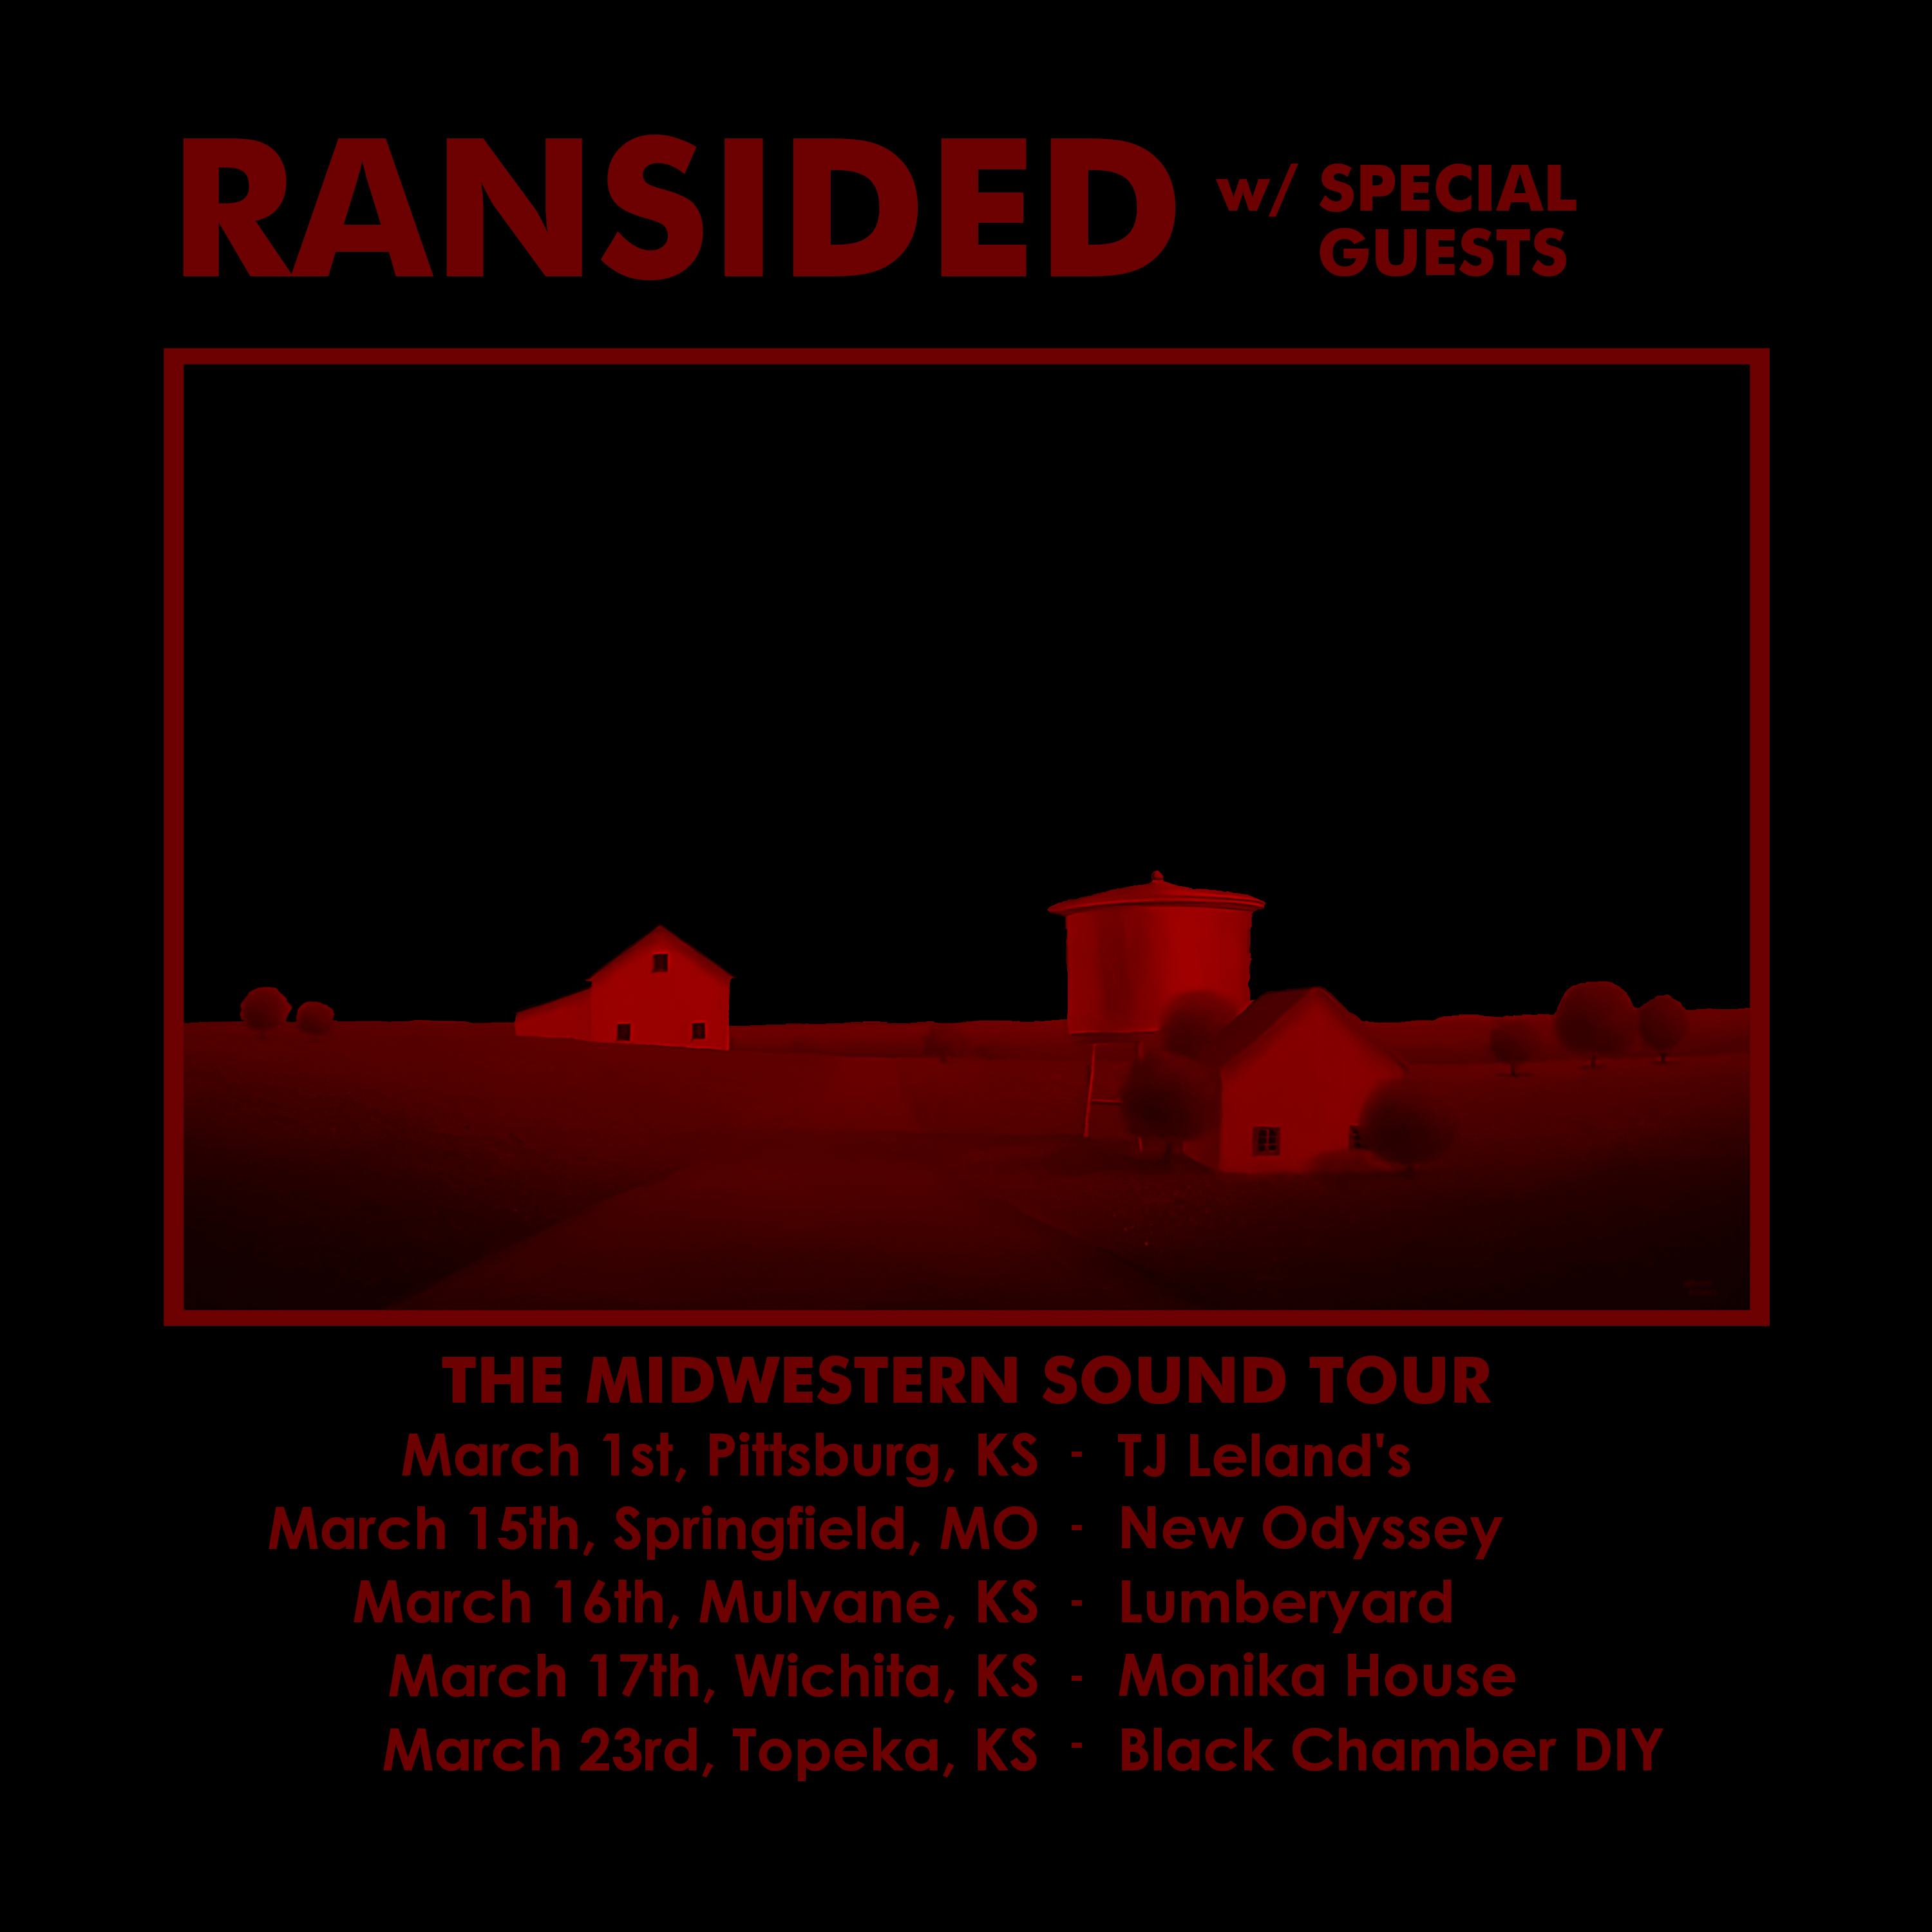 RANSIDED w/ SPECIAL
GUESTS
THE MIDWESTERN SOUND TOUR
March 1st, Pittsburg, KS - TJ Leland's
March 15th, Springfield, MO - New Odyssey
March 16th, Mulvane, KS - Lumberyard
March 17th, Wichita, KS - Monika House
March 23rd, Topeka, KS - Black Chamber DIY